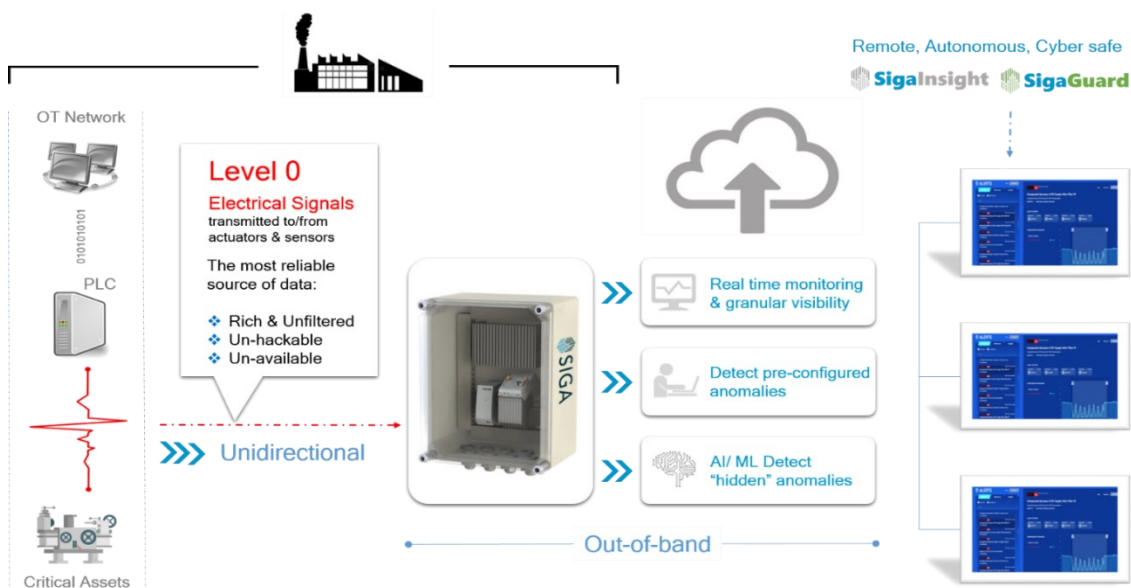 Remote, Autonomous, Cyber safe
SigaInsight SigaGuard
OT Network
0101010101
PLC
Critical Assets
Level 0
Electrical Signals
transmitted to/from
actuators & sensors
The most reliable
source of data:
Rich & Unfiltered
Un-hackable
Un-available
Unidirectional
SIGA
Real time monitoring
& granular visibility
Detect pre-configured
anomalies
AI/ ML Detect
“hidden” anomalies
Out-of-band